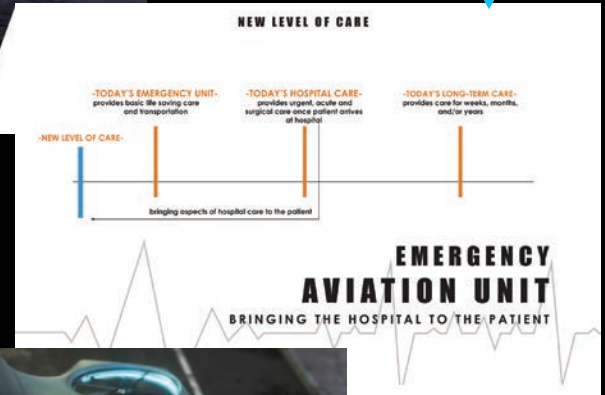 NEW LEVEL OF CARE
-TODAY'S EMERGENCY UNIT-
provides basic life saving care
and transportation
-TODAY'S HOSPITAL CARE-
provides urgent, acute and
surgical care once patient arrives
at hospital
-TODAY'S LONG-TERM CARE-
provides care for weeks, months,
and/or years
-NEW LEVEL OF CARE-
bringing aspects of hospital care to the patient
EMERGENCY
AVIATION UNIT
BRINGING THE HOSPITAL TO THE PATIENT